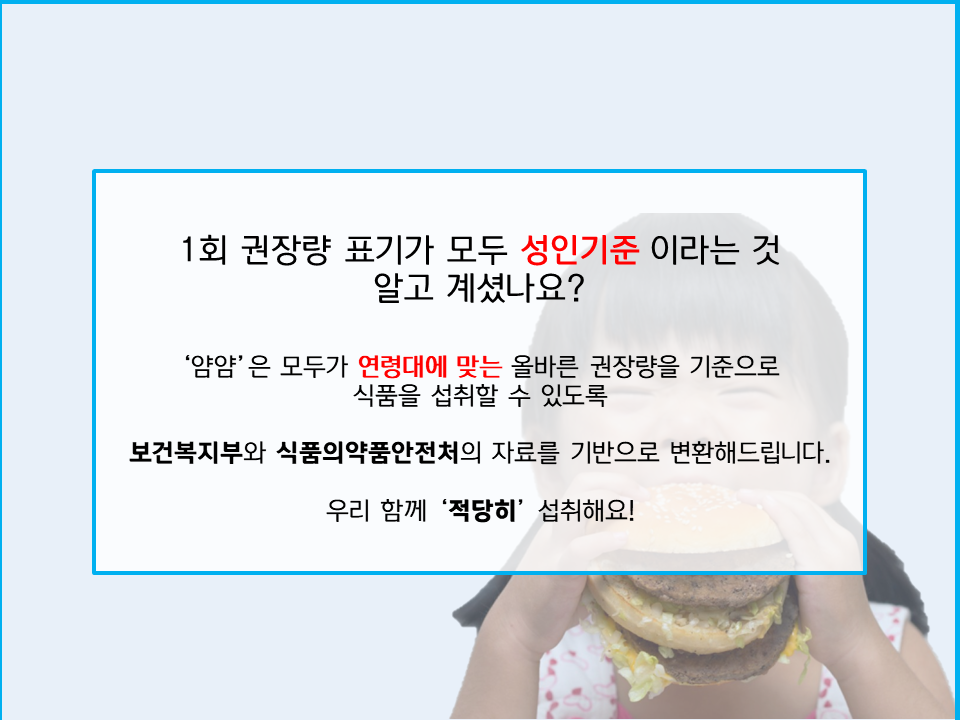 1회 권장량 표기가 모두 성인기준 이라는 것
알고 계셨나요?
‘얌얌’은 모두가 연령대에 맞는 올바른 권장량을 기준으로
식품을 섭취할 수 있도록
보건복지부와 식품의약품안전처의 자료를 기반으로 변환해드립니다.
우리 함께 ‘적당히’ 섭취해요!